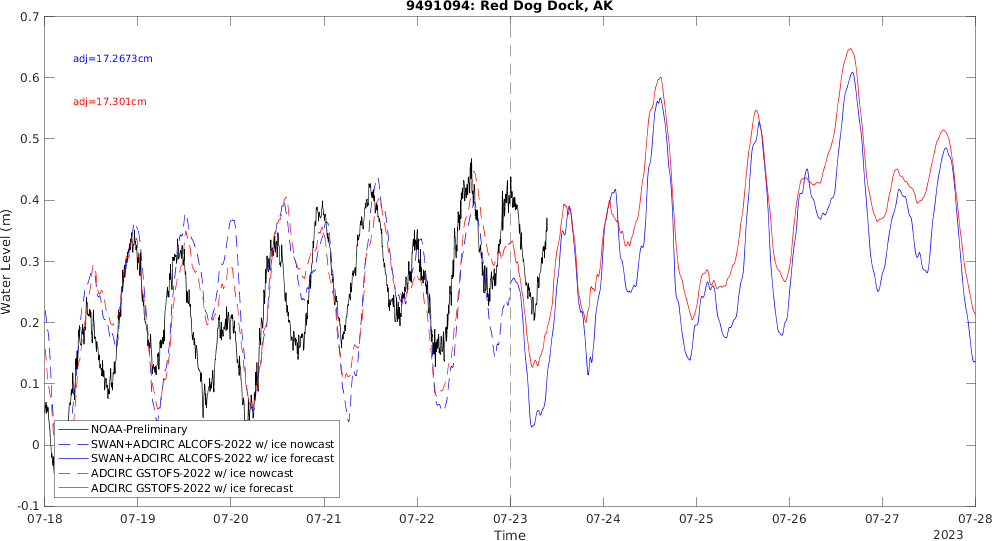 9491094: Red Dog Dock, AK
0.7
0.6
0.5
0.4
0.3
0.2
0.1
0
-0.1
Water Level (m)
adj=17.2673cm
adj=17.301cm
NOAA-Preliminary
SWAN+ADCIRC ALCOFS-2022 w/ ice nowcast
SWAN+ADCIRC ALCOFS-2022 w/ ice forecast
ADCIRC GSTOFS-2022 w/ ice nowcast
ADCIRC GSTOFS-2022 w/ ice forecast
07-18 07-19 07-20 07-21 07-22 07-23 07-24 07-25 07-26 07-27 07-28
Time
2023